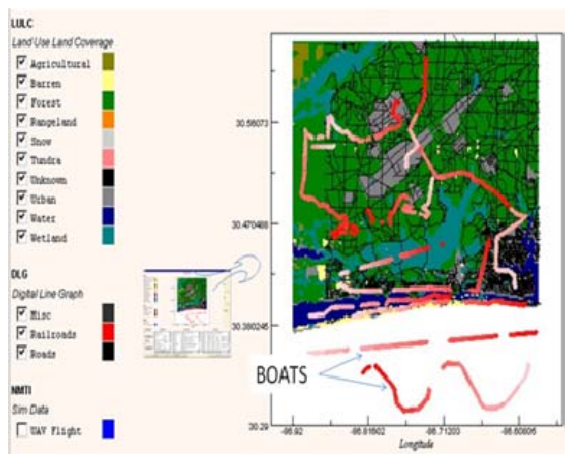 LULC
Land Use Land Coverage
Agricultural
Barren
Forest
Rangeland
Snow
Tundra
Unknown
Urban
Water
Wetland
DLG
Digital Line Graph
Misc
Railroads
Roads
NMTI
Sim Data
UAV Flight
30.56073
30.470488
30.380245
30.29
BOATS
-86.92
-86.81602
-86.71203
-86.60805
Longitude